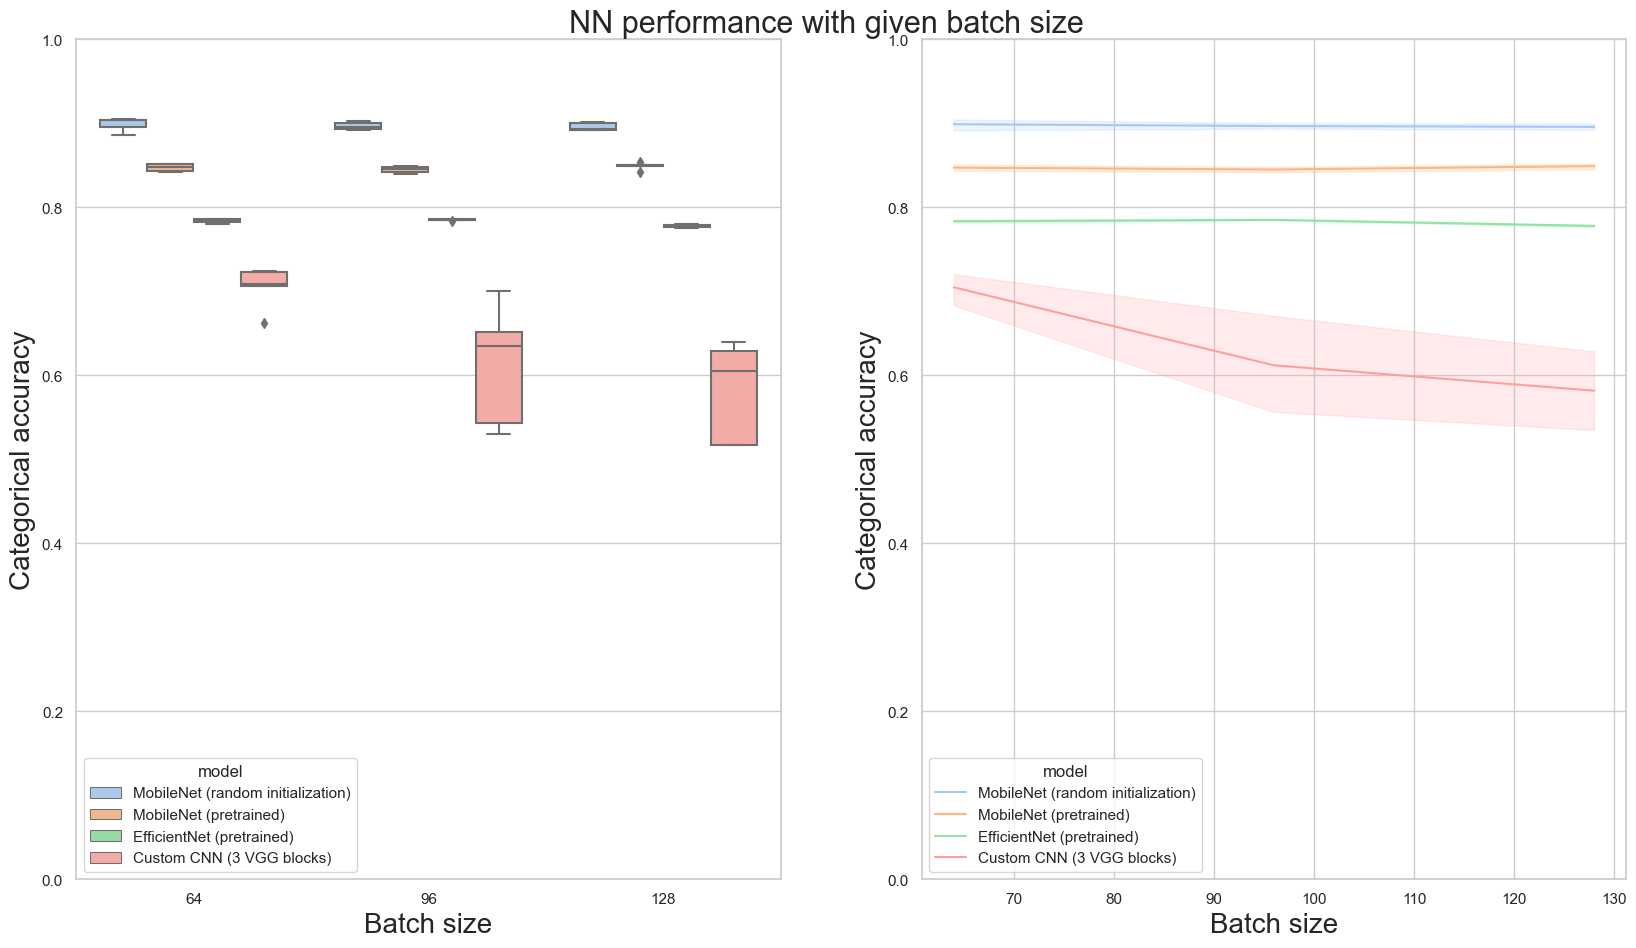 NN performance with given batch size
Categorical accuracy
1.0
0.8
0.6
0.4
0.2
0.0
64 96 128
Batch size
model
MobileNet (random initialization)
MobileNet (pretrained)
EfficientNet (pretrained)
Custom CNN (3 VGG blocks)
Categorical accuracy
1.0
0.8
0.6
0.4
0.2
0.0
70 80 90 100 110 120 130
Batch size
model
MobileNet (random initialization)
MobileNet (pretrained)
EfficientNet (pretrained)
Custom CNN (3 VGG blocks)